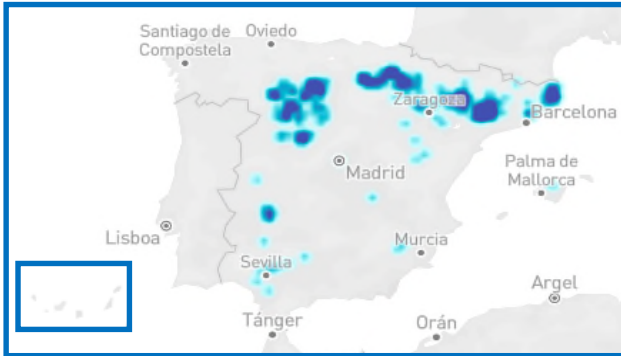 Santiago de
Compostela
Oviedo
Zaragoza
Barcelona
Madrid
Palma de
Mallorca
Lisboa
Murcia
Sevilla
Argel
Tánger
Orán